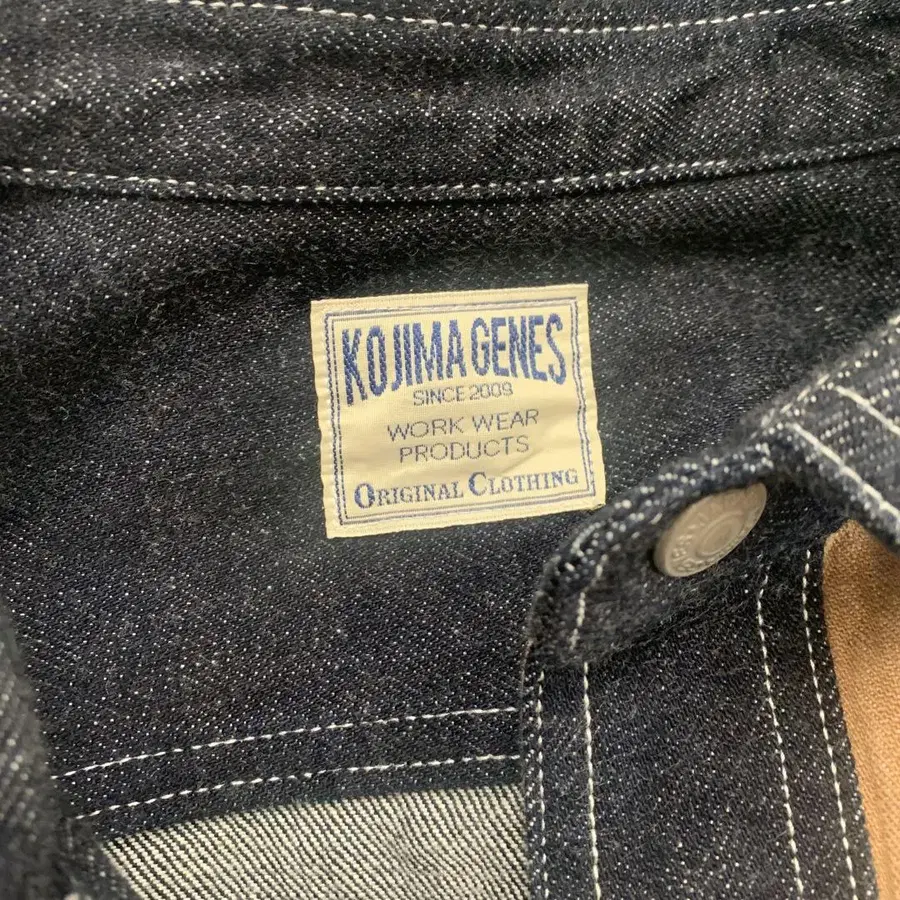 KOJIMA GENES
SINCE 2009
WORK WEAR
PRODUCTS
ORIGINAL CLOTHING